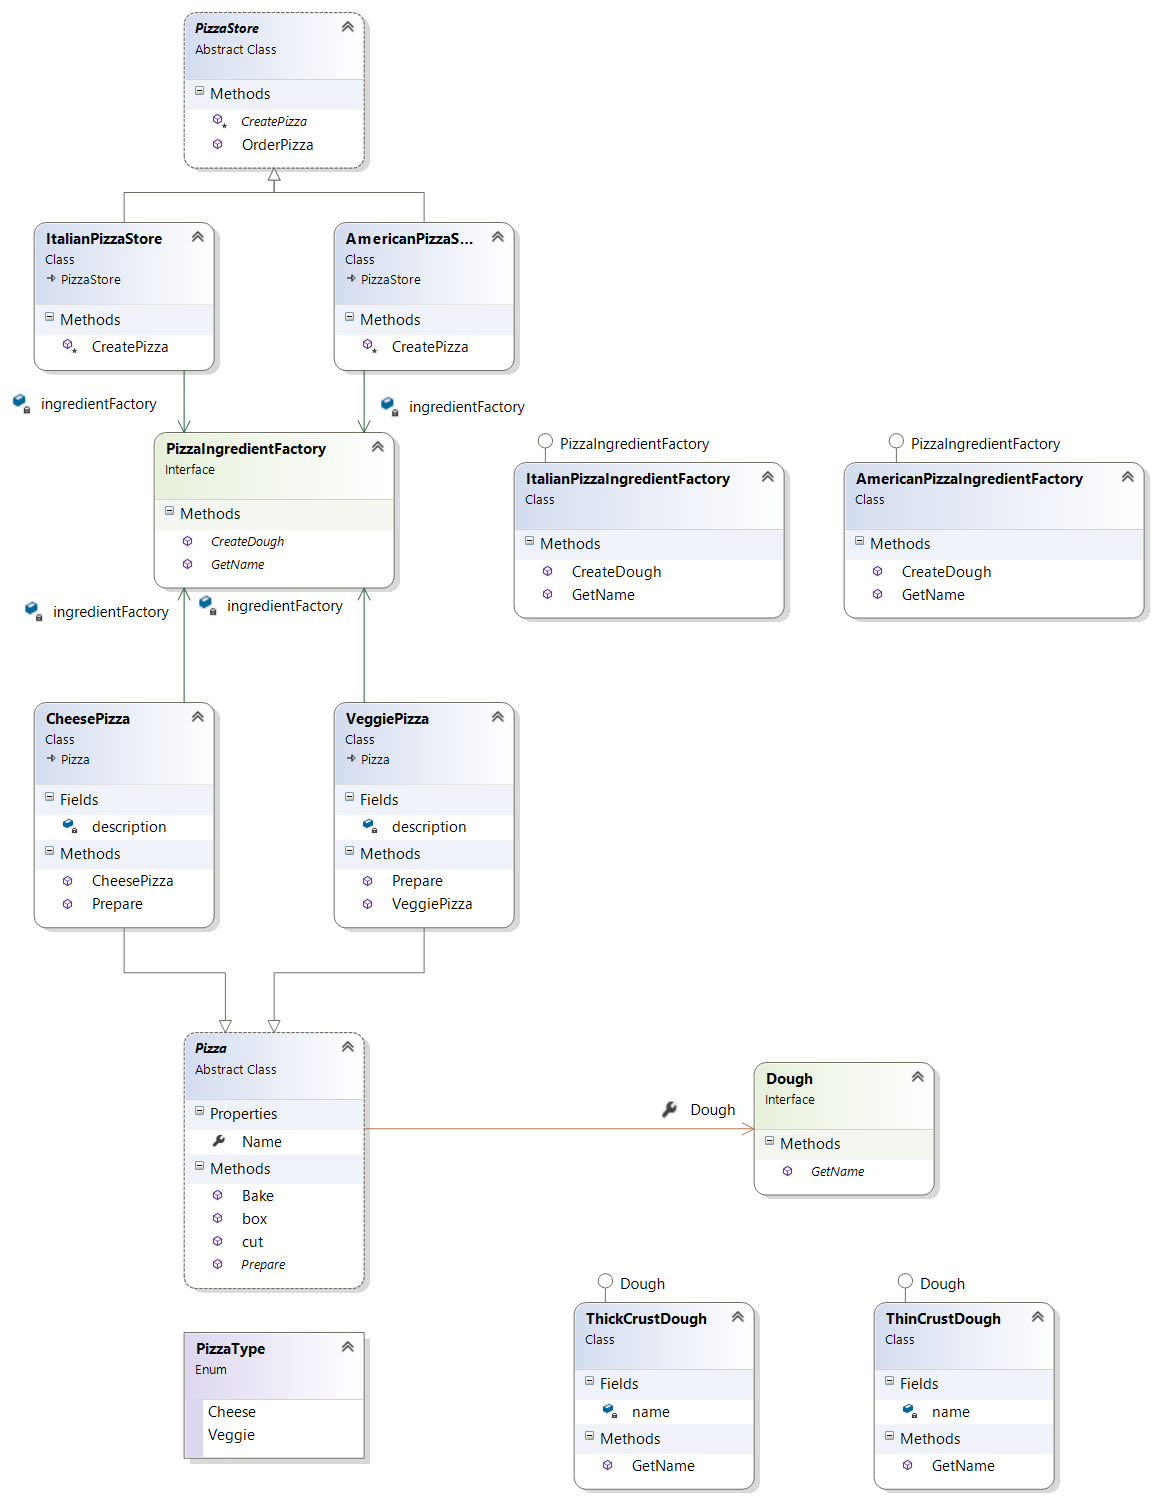 PizzaStore
Abstract Class
Methods
CreatePizza
OrderPizza
ItalianPizzaStore
Class
PizzaStore
Methods
CreatePizza
AmericanPizzaS...
Class
PizzaStore
Methods
CreatePizza
ingredientFactory
ingredientFactory
PizzaIngredientFactory
Interface
Methods
CreateDough
GetName
PizzaIngredientFactory
ItalianPizzaIngredientFactory
Class
Methods
CreateDough
GetName
PizzaIngredientFactory
AmericanPizzaIngredientFactory
Class
Methods
CreateDough
GetName
ingredientFactory
ingredientFactory
CheesePizza
Class
Pizza
Fields
description
Methods
CheesePizza
Prepare
VeggiePizza
Class
Pizza
Fields
description
Methods
Prepare
VeggiePizza
Pizza
Abstract Class
Properties
Name
Methods
Bake
box
cut
Prepare
Dough
Dough
Interface
Methods
GetName
PizzaType
Enum
Cheese
Veggie
Dough
ThickCrustDough
Class
Fields
name
Methods
GetName
Dough
ThinCrustDough
Class
Fields
name
Methods
GetName